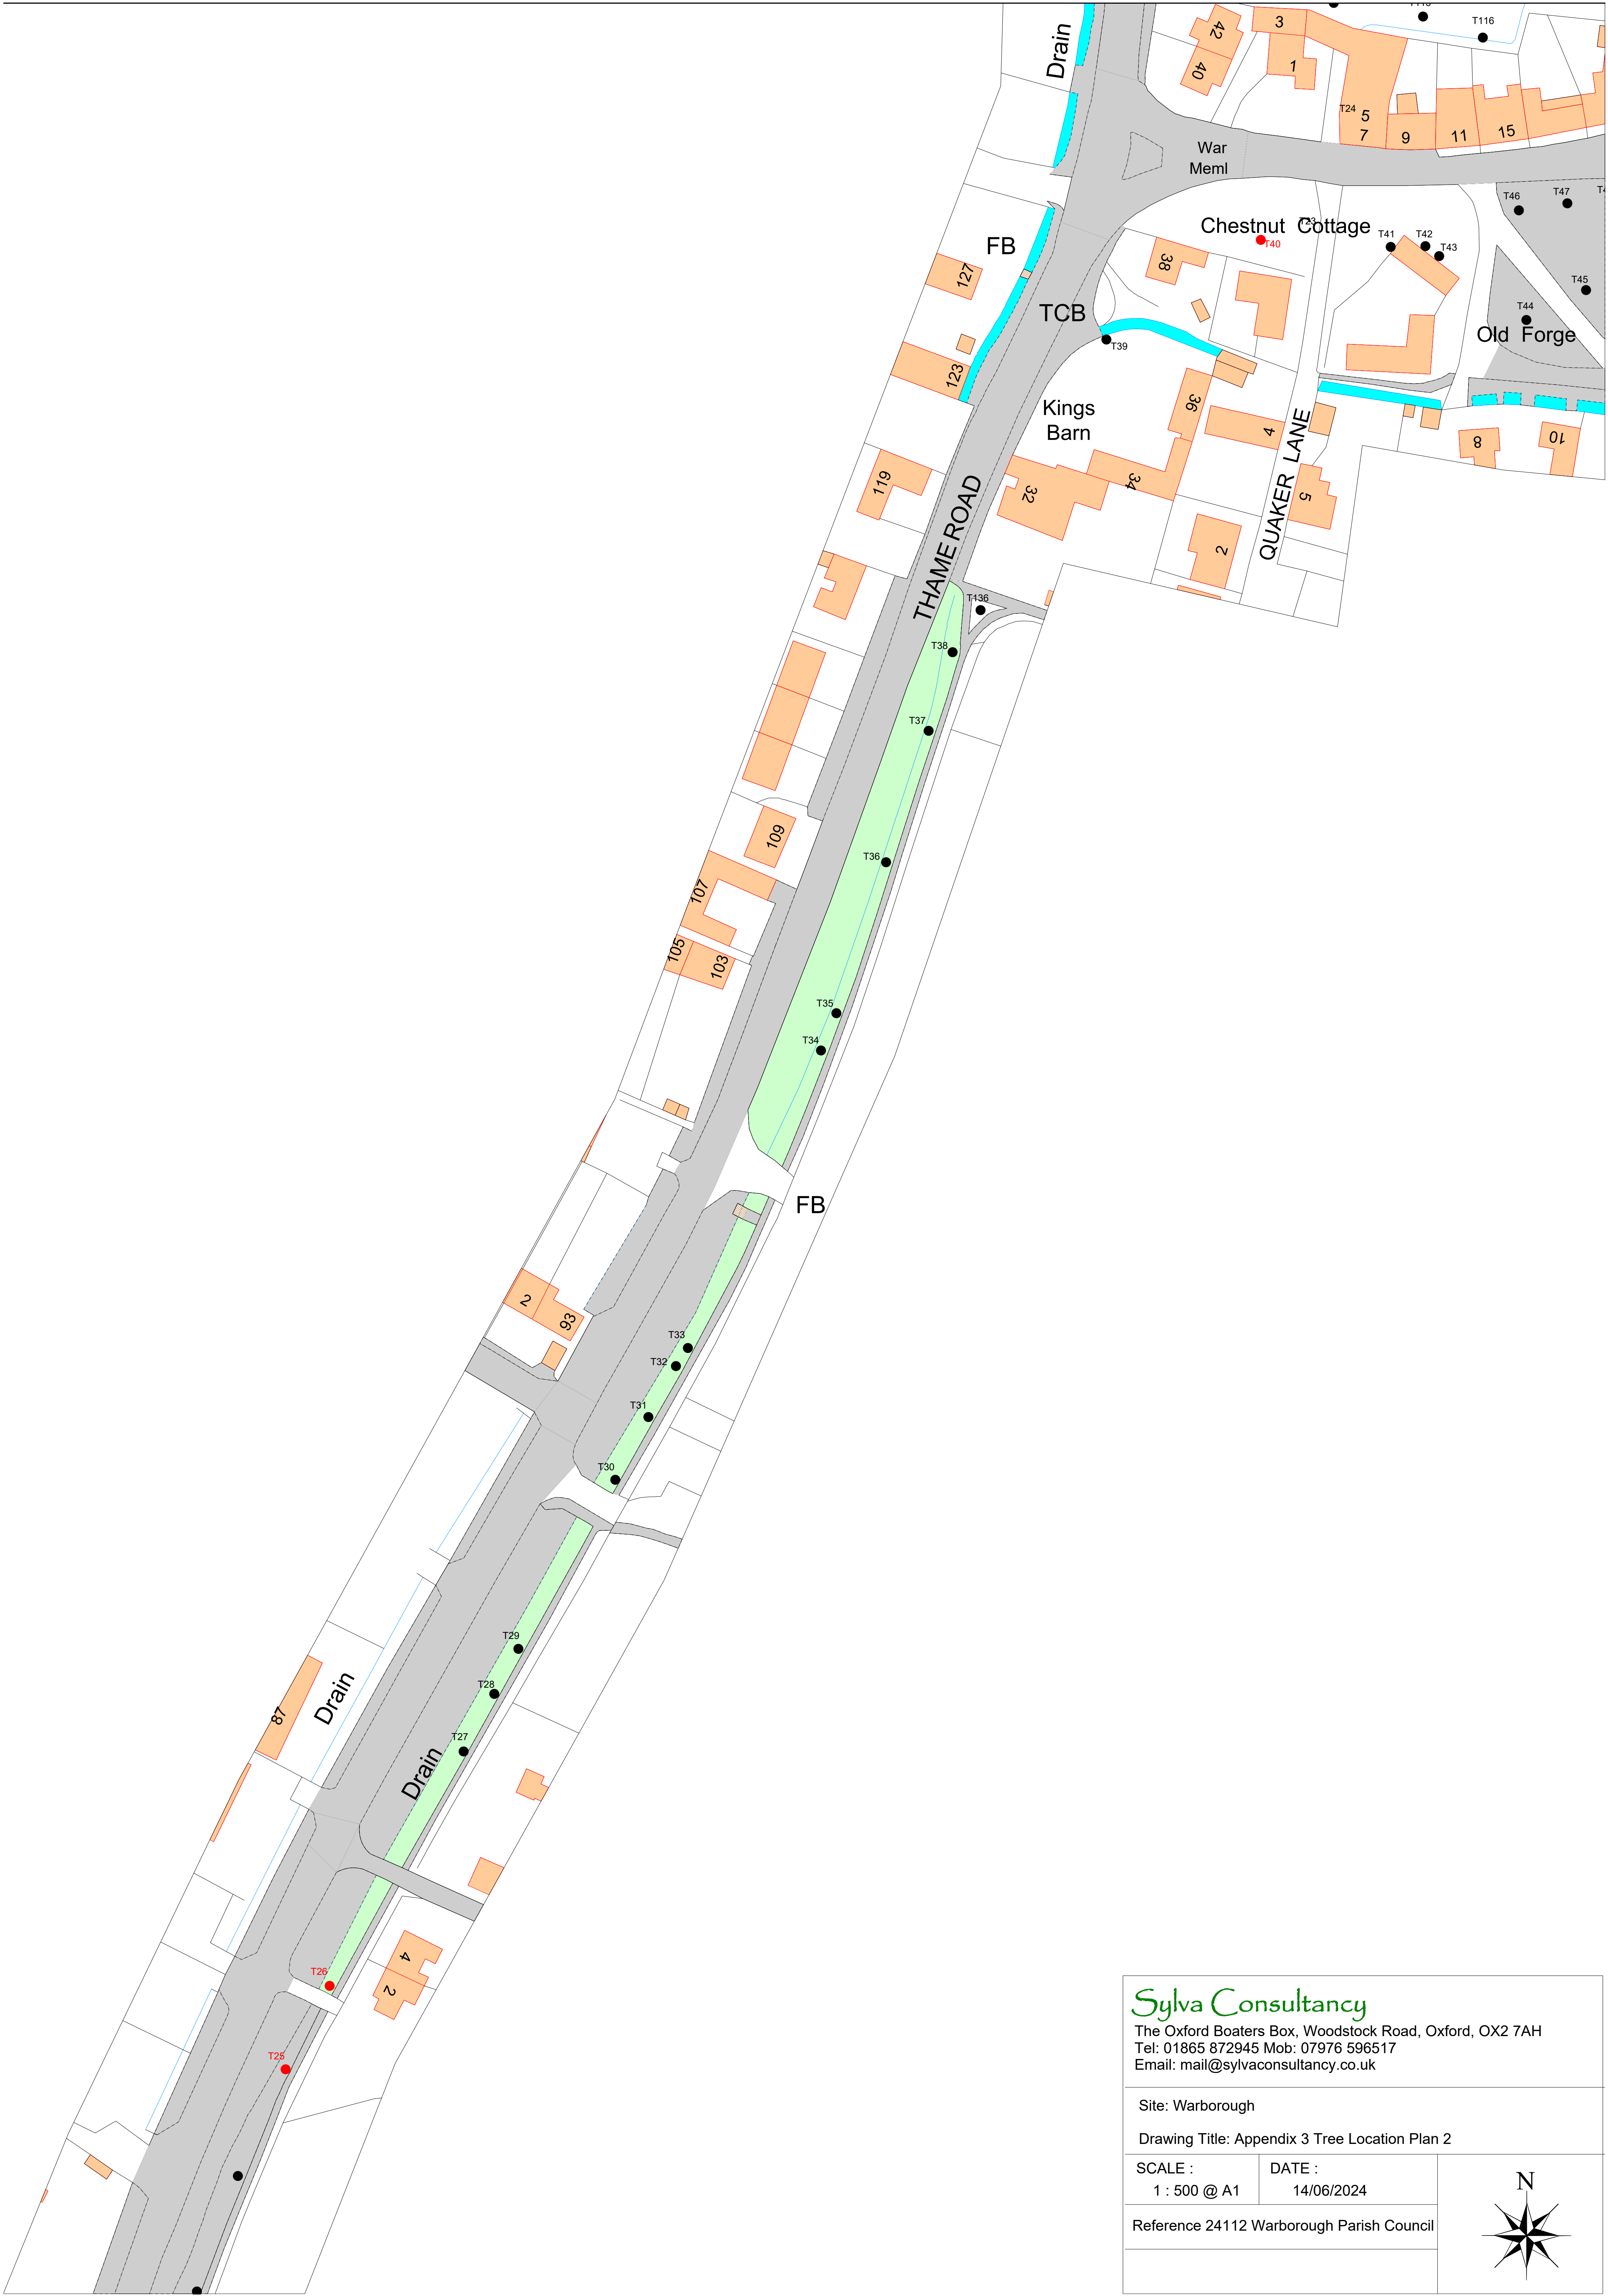 T116
42
3
40
1
Drain
T24
5
7
9
11
15
War
Meml
T46
T47
Chestnut Cottage
T23
T40
T41
T42
T43
FB
38
127
T45
TCB
T44
Old Forge
T39
123
36
Kings
Barn
4
8
10
119
32
34
5
QUAKER LANE
2
THAME ROAD
T136
T38
T37
109
T36
107
105
103
T35
T34
FB
2
93
T33
T32
T31
T30
T29
T28
87
Drain
T27
Drain
4
2
T26
T25
Sylva Consultancy
The Oxford Boaters Box, Woodstock Road, Oxford, OX2 7AH
Tel: 01865 872945 Mob: 07976 596517
Email: mail@sylvaconsultancy.co.uk
Site: Warborough
Drawing Title: Appendix 3 Tree Location Plan 2
SCALE :
1 : 500 @ A1
DATE :
14/06/2024
Reference 24112 Warborough Parish Council
N